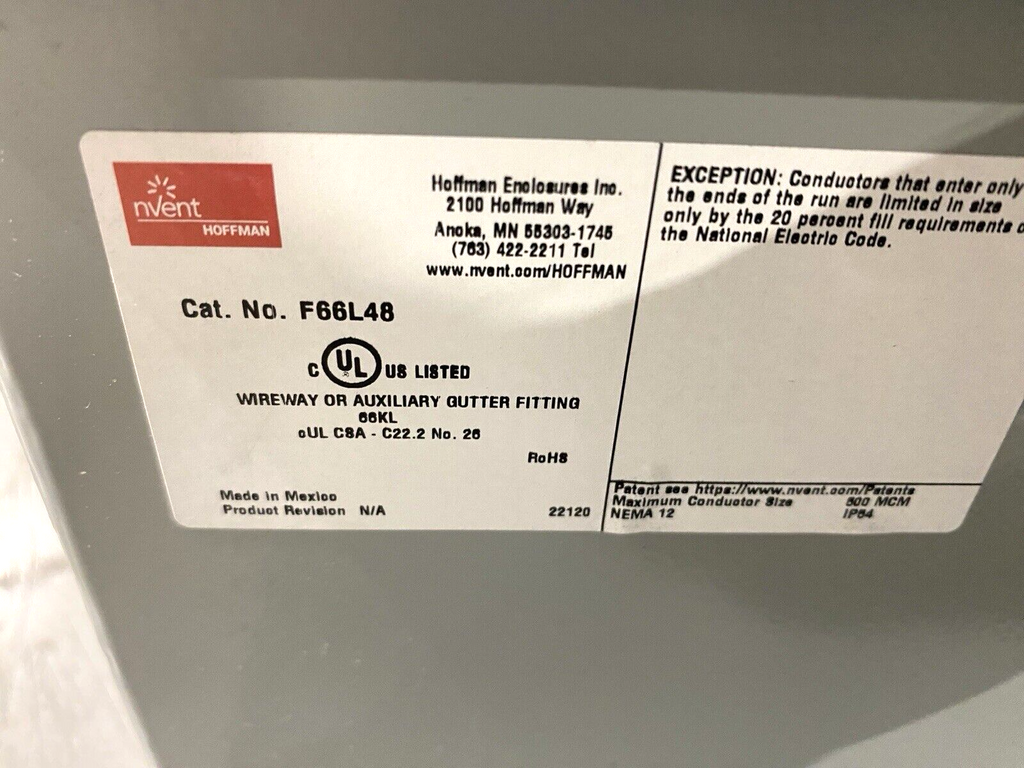 nVent
HOFFMAN
Hoffman Enclosures Inc.
2100 Hoffman Way
Anoka, MN 55303-1745
(763) 422-2211 Tel
www.nvent.com/HOFFMAN
Cat. No. F66L48
C UL US LISTED
WIREWAY OR AUXILIARY GUTTER FITTING
66KL
cUL CSA - C22.2 No. 26
RoHS
Made in Mexico
Product Revision N/A
22120
EXCEPTION: Conductors that enter only
the ends of the run are limited in size
only by the 20 percent fill requirements
the National Electric Code.
Patent see https://www.nvent.com/Patents
Maximum Conductor Size 500 MCM
NEMA 12 IP54